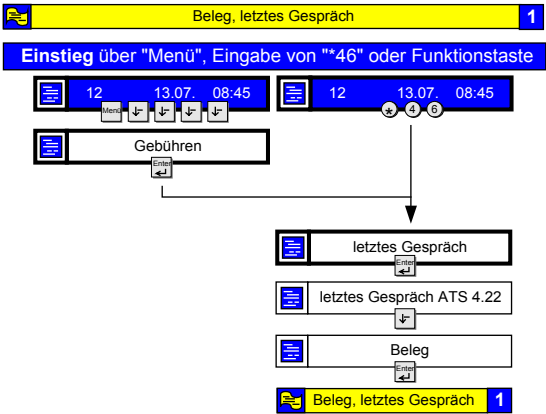 Beleg, letztes Gespräch 1
Einstieg über "Menü", Eingabe von "*46" oder Funktionstaste
12 13.07. 08:45
Menü
12 13.07. 08:45
* 4 6
Gebühren
Enter
letztes Gespräch
Enter
letztes Gespräch ATS 4.22
Beleg
Enter
Beleg, letztes Gespräch 1